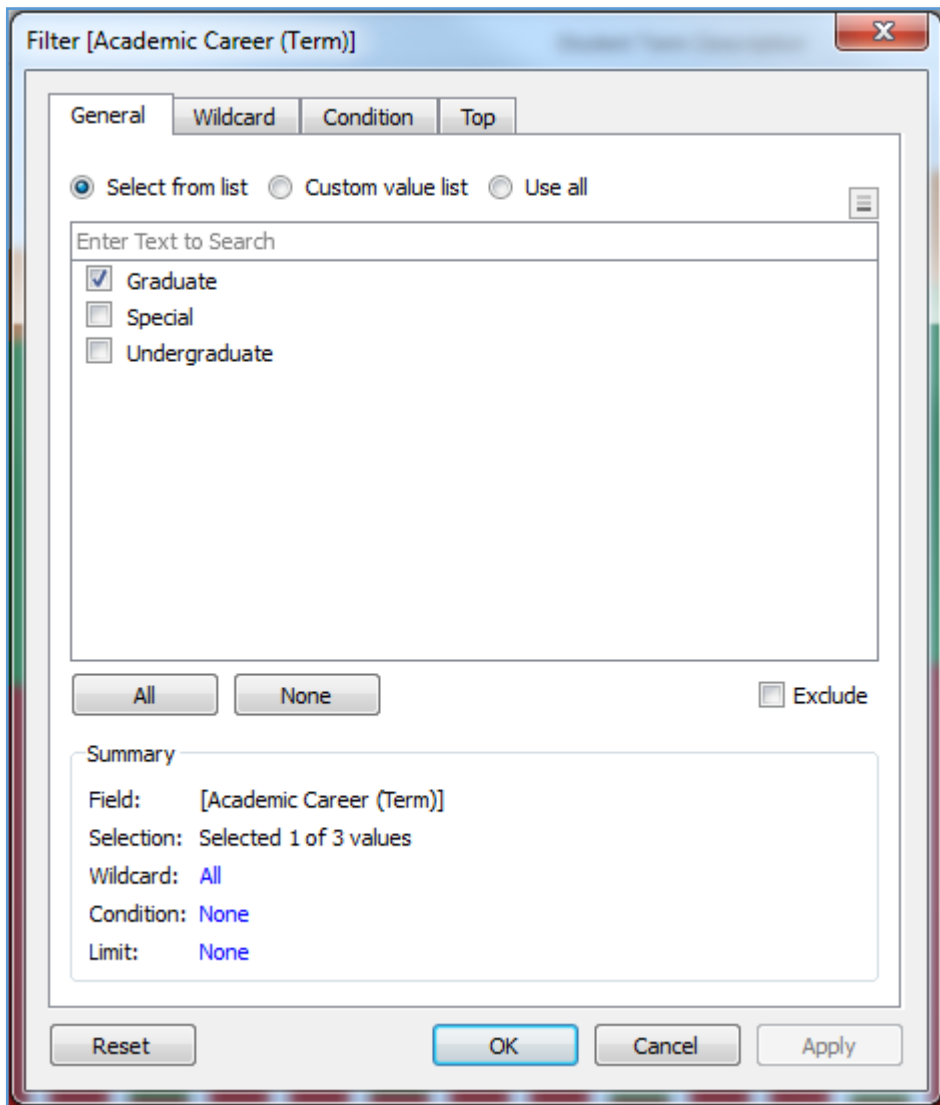 Filter [Academic Career (Term)]
General Wildcard Condition Top
Select from list Custom value list Use all
Enter Text to Search
Graduate
Special
Undergraduate
All None Exclude
Summary
Field: [Academic Career (Term)]
Selection: Selected 1 of 3 values
Wildcard: All
Condition: None
Limit: None
Reset OK Cancel Apply